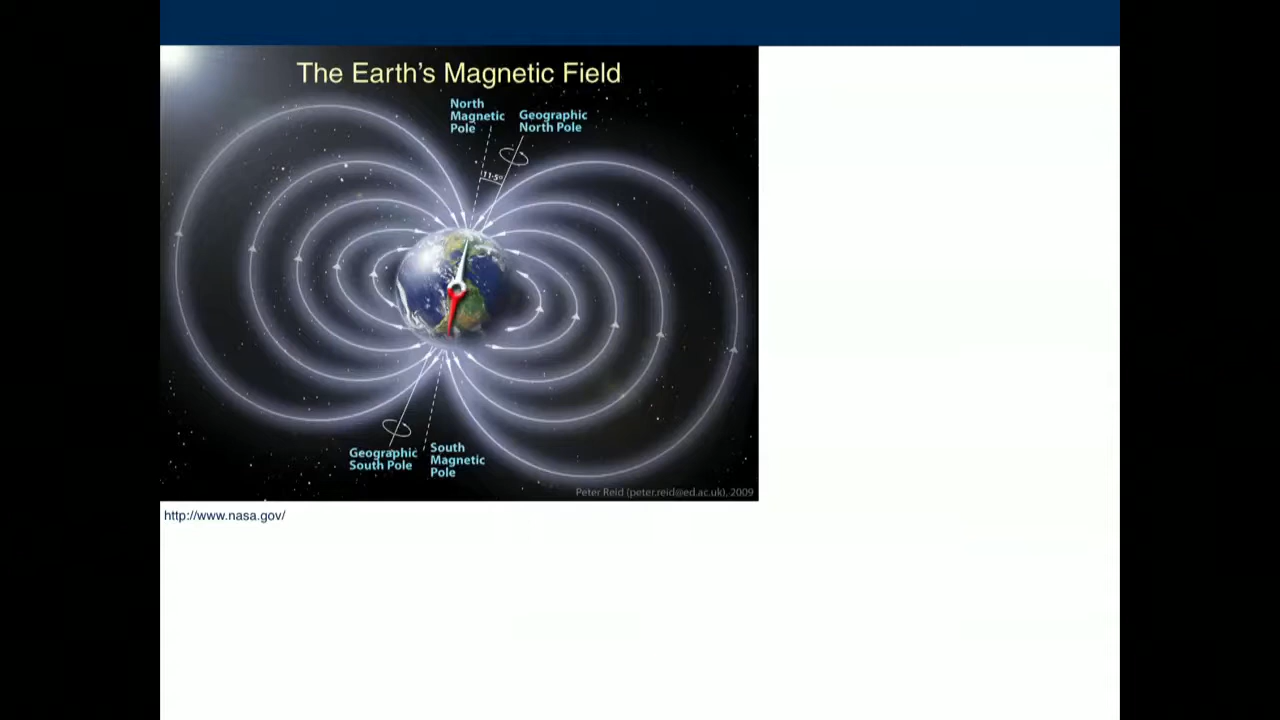 The Earth's Magnetic Field
North
Magnetic
Pole
Geographic
North Pole
11·5°
Geographic
South Pole
South
Magnetic
Pole
Peter Reid (peter.reid@ed.ac.uk), 2009
http://www.nasa.gov/